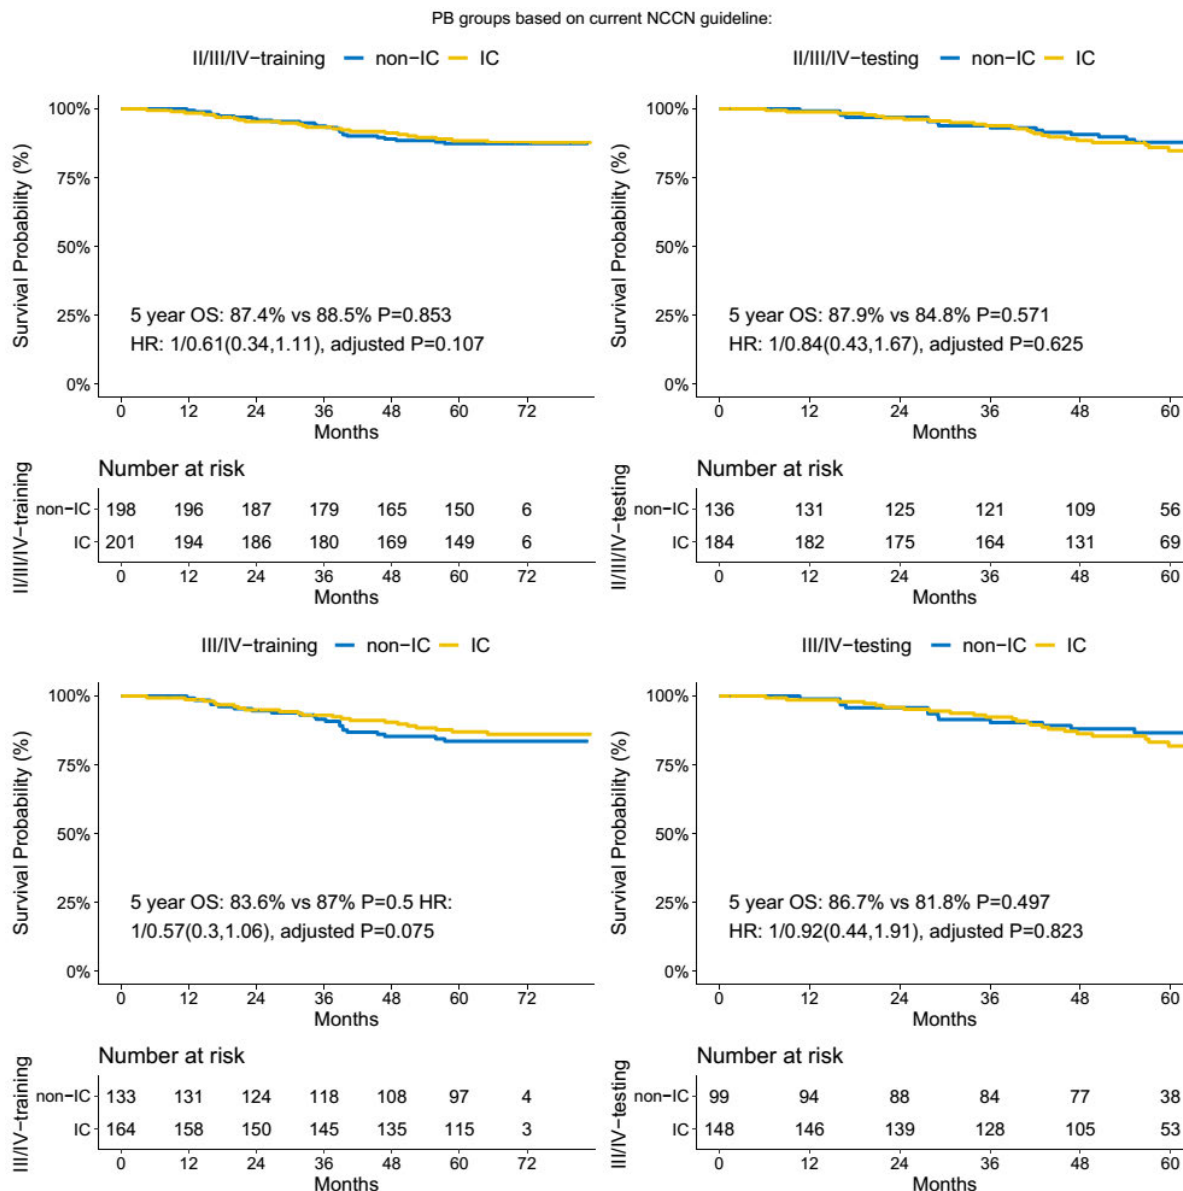 PB groups based on current NCCN guideline:
II/III/IV−training non−IC IC
Survival Probability (%)
100%
75%
50%
25%
0%
5 year OS: 87.4% vs 88.5% P=0.853
HR: 1/0.61(0.34,1.11), adjusted P=0.107
0 12 24 36 48 60 72
Months
II/III/IV−training
Number at risk
non−IC 198 196 187 179 165 150 6
IC 201 194 186 180 169 149 6
0 12 24 36 48 60 72
Months
II/III/IV−testing non−IC IC
Survival Probability (%)
100%
75%
50%
25%
0%
5 year OS: 87.9% vs 84.8% P=0.571
HR: 1/0.84(0.43,1.67), adjusted P=0.625
0 12 24 36 48 60
Months
II/III/IV−testing
Number at risk
non−IC 136 131 125 121 109 56
IC 184 182 175 164 131 69
0 12 24 36 48 60
Months
III/IV−training non−IC IC
Survival Probability (%)
100%
75%
50%
25%
0%
5 year OS: 83.6% vs 87% P=0.5 HR:
1/0.57(0.3,1.06), adjusted P=0.075
0 12 24 36 48 60 72
Months
III/IV−training
Number at risk
non−IC 133 131 124 118 108 97 4
IC 164 158 150 145 135 115 3
0 12 24 36 48 60 72
Months
III/IV−testing non−IC IC
Survival Probability (%)
100%
75%
50%
25%
0%
5 year OS: 86.7% vs 81.8% P=0.497
HR: 1/0.92(0.44,1.91), adjusted P=0.823
0 12 24 36 48 60
Months
III/IV−testing
Number at risk
non−IC 99 94 88 84 77 38
IC 148 146 139 128 105 53
0 12 24 36 48 60
Months